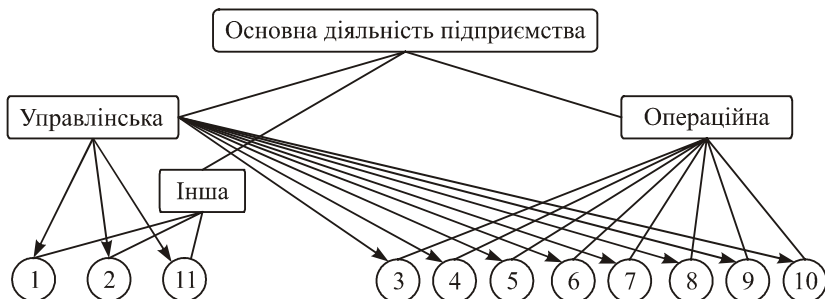 Основна діяльність підприємства
Управлінська
Операційна
Інша
1 2 11 3 4 5 6 7 8 9 10